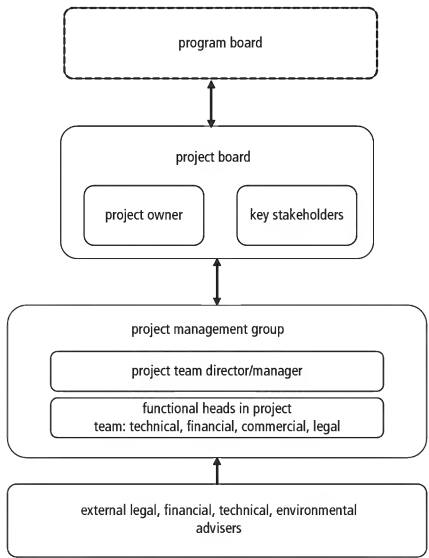 program board
project board
project owner
key stakeholders
project management group
project team director/manager
functional heads in project
team: technical, financial, commercial, legal
external legal, financial, technical, environmental
advisers